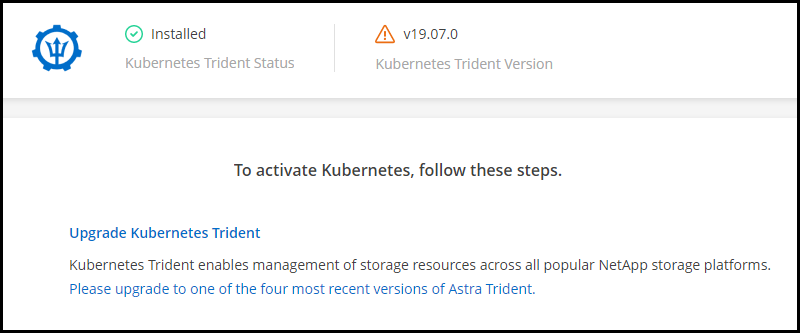 Installed
Kubernetes Trident Status
v19.07.0
Kubernetes Trident Version
To activate Kubernetes, follow these steps.
Upgrade Kubernetes Trident
Kubernetes Trident enables management of storage resources across all popular NetApp storage platforms.
Please upgrade to one of the four most recent versions of Astra Trident.